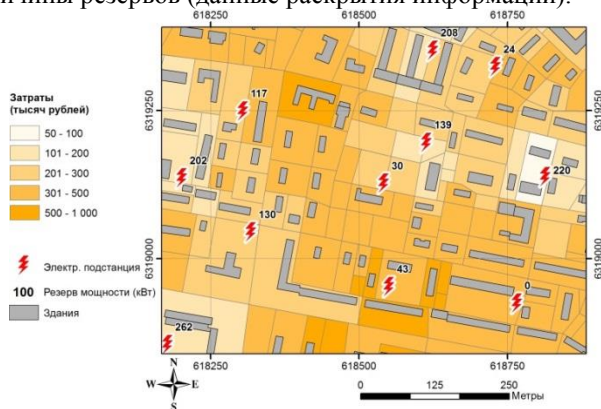 чины резервов (данные раскрытия информации).
618250 618500 618750
208
24
117
139
202
30
220
130
43
0
262
6319250
6319000
6319250
6319000
Затраты
(тысяч рублей)
50 - 100
101 - 200
201 - 300
301 - 500
500 - 1 000
Электр. подстанция
100 Резерв мощности (кВт)
Здания
618250 618500 618750
N
W E
S
0 125 250
Метры